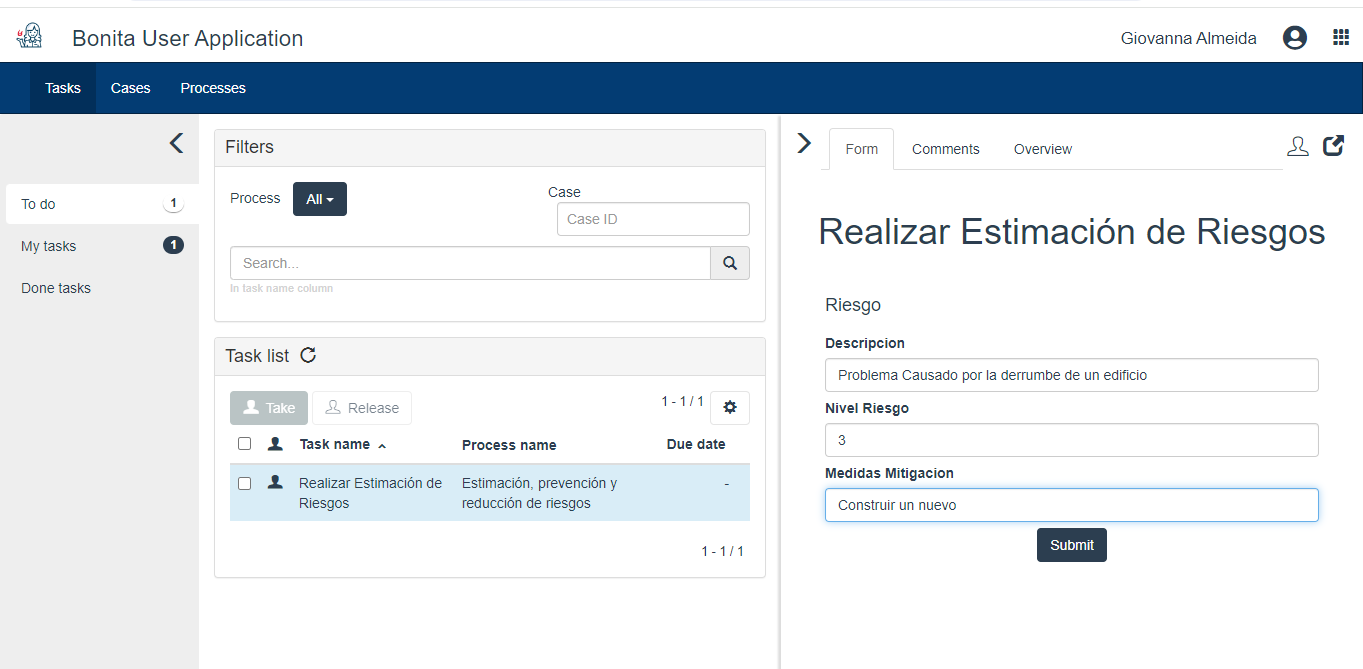 Bonita User Application
Giovanna Almeida
Tasks
Cases
Processes
To do
1
My tasks
1
Done tasks
Filters
Process
All
Case
Case ID
Search...
In task name column
Task list
Take
Release
1 - 1 / 1
Task name
Process name
Due date
Realizar Estimación de
Riesgos
Estimación, prevención y
reducción de riesgos
-
1 - 1 / 1
Form
Comments
Overview
Realizar Estimación de Riesgos
Riesgo
Descripcion
Problema Causado por la derrumbe de un edificio
Nivel Riesgo
3
Medidas Mitigacion
Construir un nuevo
Submit